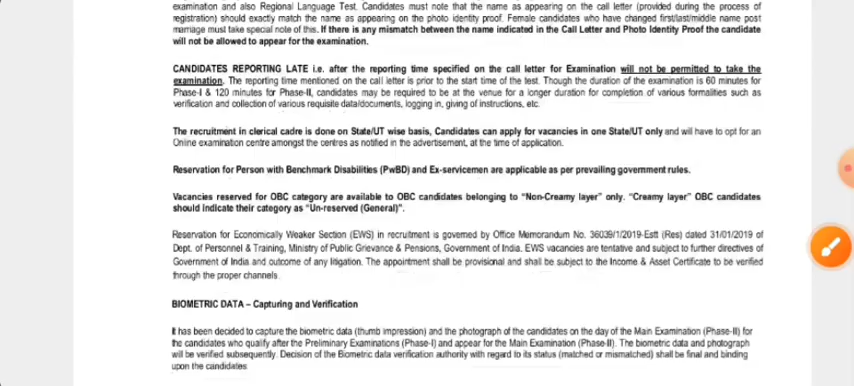 examination and also Regional Language Test. Candidates must note that the name as appearing on the call letter (provided during the process of
registration) should exactly match the name as appearing on the photo identity proof. Female candidates who have changed first/last/middle name post
marriage must take special note of this. If there is any mismatch between the name indicated in the Call Letter and Photo Identity Proof the candidate
will not be allowed to appear for the examination.
CANDIDATES REPORTING LATE i.e. after the reporting time specified on the call letter for Examination will not be permitted to take the
examination. The reporting time mentioned on the call letter is prior to the start time of the test. Though the duration of the examination is 60 minutes for
Phase-I & 120 minutes for Phase-II, candidates may be required to be at the venue for a longer duration for completion of various formalities such as
verification and collection of various requisite data/documents, logging in, giving of instructions, etc.
The recruitment in clerical cadre is done on State/UT wise basis, Candidates can apply for vacancies in one State/UT only and will have to opt for an
Online examination centre amongst the centres as notified in the advertisement, at the time of application.
Reservation for Person with Benchmark Disabilities (PwBD) and Ex-servicemen are applicable as per prevailing government rules.
Vacancies reserved for OBC category are available to OBC candidates belonging to "Non-Creamy layer" only. "Creamy layer" OBC candidates
should indicate their category as "Un-reserved (General)".
Reservation for Economically Weaker Section (EWS) in recruitment is governed by Office Memorandum No. 36039/1/2019-Estt (Res) dated 31/01/2019 of
Dept. of Personnel & Training, Ministry of Public Grievance & Pensions, Government of India. EWS vacancies are tentative and subject to further directives of
Government of India and outcome of any litigation. The appointment shall be provisional and shall be subject to the Income & Asset Certificate to be verified
through the proper channels.
BIOMETRIC DATA – Capturing and Verification
It has been decided to capture the biometric data (thumb impression) and the photograph of the candidates on the day of the Main Examination (Phase-II) for
the candidates who qualify after the Preliminary Examinations (Phase-I) and appear for the Main Examination (Phase-II). The biometric data and photograph
will be verified subsequently. Decision of the Biometric data verification authority with regard to its status (matched or mismatched) shall be final and binding
upon the candidates.